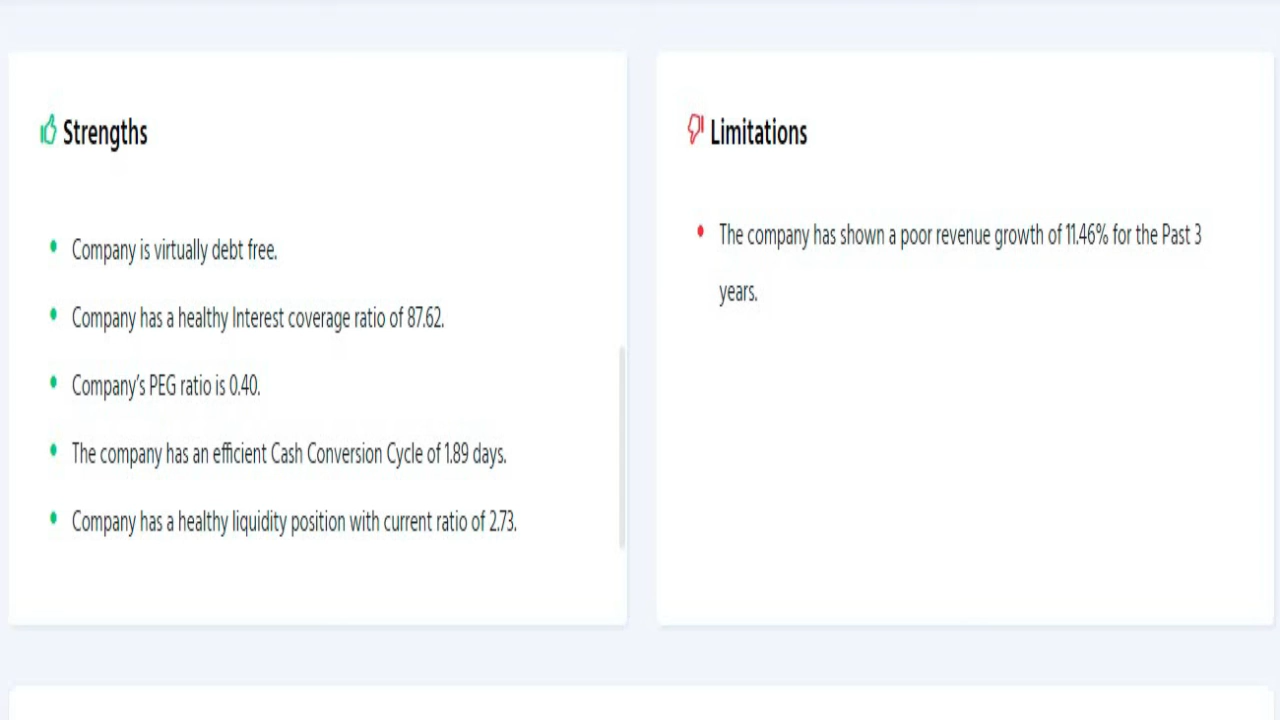 Strengths
Company is virtually debt free.
Company has a healthy Interest coverage ratio of 87.62.
Company's PEG ratio is 0.40.
The company has an efficient Cash Conversion Cycle of 1.89 days.
Company has a healthy liquidity position with current ratio of 2.73.
Limitations
The company has shown a poor revenue growth of 11.46% for the Past 3
years.